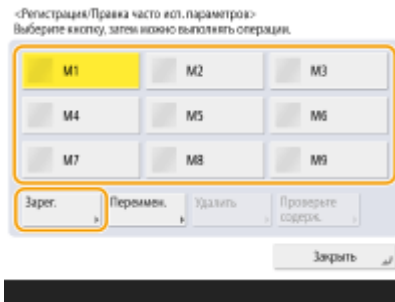 <Регистрация/Правка часто исп. параметров>
Выберите кнопку, затем можно выполнять операции.
M1 M2 M3
M4 M5 M6
M7 M8 M9
Зарег. Переимен. Удалить Проверьте
содерж.
Закрыть